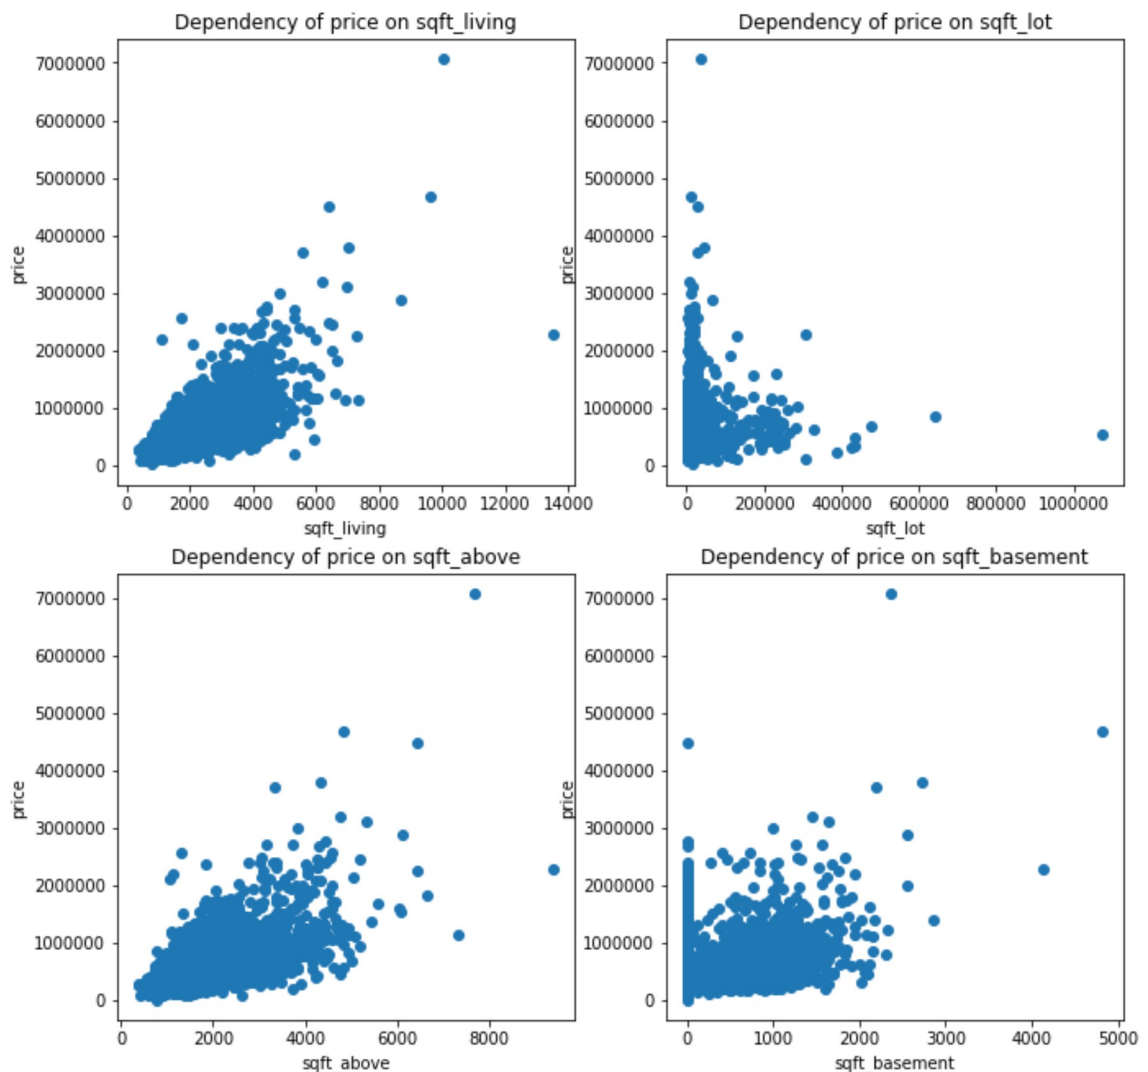 Dependency of price on sqft_living
7000000
6000000
5000000
4000000
3000000
2000000
1000000
0
price
0 2000 4000 6000 8000 10000 12000 14000
sqft_living
Dependency of price on sqft_lot
7000000
6000000
5000000
4000000
3000000
2000000
1000000
0
price
0 200000 400000 600000 800000 1000000
sqft_lot
Dependency of price on sqft_above
7000000
6000000
5000000
4000000
3000000
2000000
1000000
0
price
0 2000 4000 6000 8000
sqft_above
Dependency of price on sqft_basement
7000000
6000000
5000000
4000000
3000000
2000000
1000000
0
price
0 1000 2000 3000 4000 5000
sqft_basement